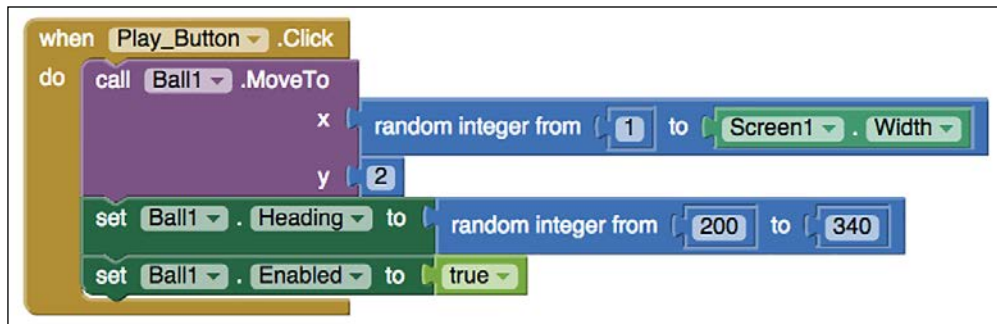 when Play_Button .Click
do call Ball1 .MoveTo
x random integer from 1 to Screen1 . Width
y 2
set Ball1 . Heading to random integer from 200 to 340
set Ball1 . Enabled to true